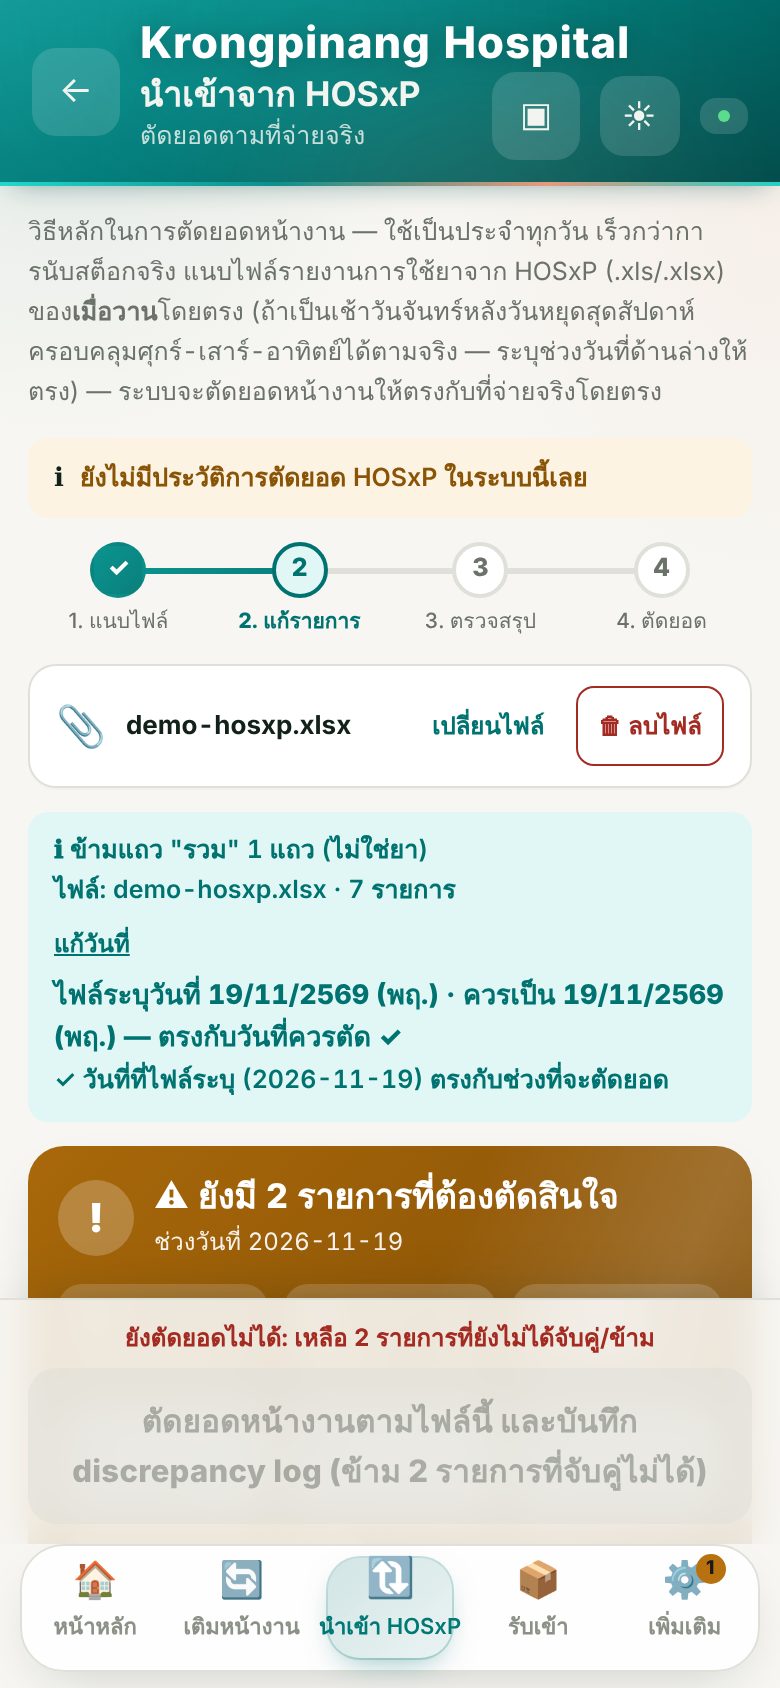 Krongpinang Hospital
←
นำเข้าจาก HOSxP
ตัดยอดตามที่จ่ายจริง
วิธีหลักในการตัดยอดหน้างาน — ใช้เป็นประจำทุกวัน เร็วกว่ากา
รนับสต็อกจริง แนบไฟล์รายงานการใช้ยาจาก HOSxP (.xls/.xlsx)
ของเมื่อวานโดยตรง (ถ้าเป็นเช้าวันจันทร์หลังวันหยุดสุดสัปดาห์
ครอบคลุมศุกร์-เสาร์-อาทิตย์ได้ตามจริง — ระบุช่วงวันที่ด้านล่างให้
ตรง) — ระบบจะตัดยอดหน้างานให้ตรงกับที่จ่ายจริงโดยตรง
ℹ ยังไม่มีประวัติการตัดยอด HOSxP ในระบบนี้เลย
✓ 2 3 4
1. แนบไฟล์ 2. แก้รายการ 3. ตรวจสรุป 4. ตัดยอด
📎 demo-hosxp.xlsx เปลี่ยนไฟล์ 🗑 ลบไฟล์
ℹ ข้ามแถว "รวม" 1 แถว (ไม่ใช่ยา)
ไฟล์: demo-hosxp.xlsx · 7 รายการ
แก้วันที่
ไฟล์ระบุวันที่ 19/11/2569 (พฤ.) · ควรเป็น 19/11/2569
(พฤ.) — ตรงกับวันที่ควรตัด ✓
✓ วันที่ที่ไฟล์ระบุ (2026-11-19) ตรงกับช่วงที่จะตัดยอด
! ⚠ ยังมี 2 รายการที่ต้องตัดสินใจ
ช่วงวันที่ 2026-11-19
ยังตัดยอดไม่ได้: เหลือ 2 รายการที่ยังไม่ได้จับคู่/ข้าม
ตัดยอดหน้างานตามไฟล์นี้ และบันทึก
discrepancy log (ข้าม 2 รายการที่จับคู่ไม่ได้)
1
หน้าหลัก เติมหน้างาน นำเข้า HOSxP รับเข้า เพิ่มเติม